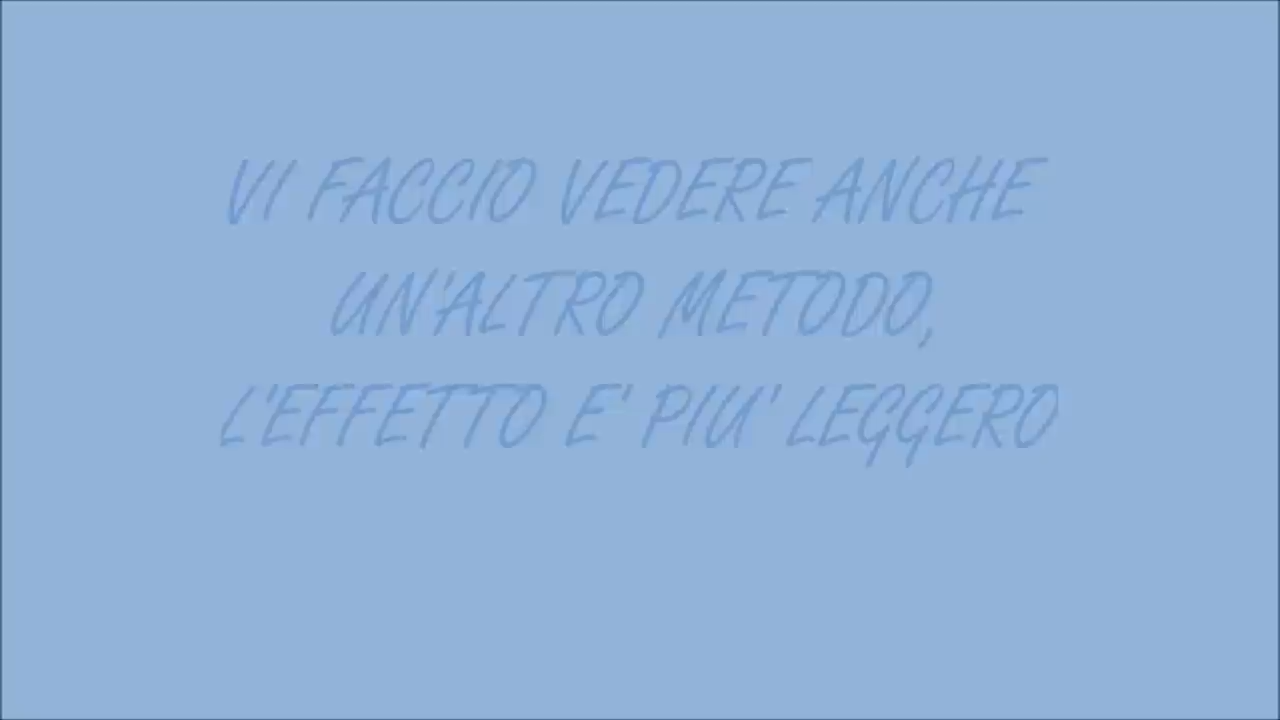 VI FACCIO VEDERE ANCHE
UN'ALTRO METODO,
L'EFFETTO E' PIU' LEGGERO